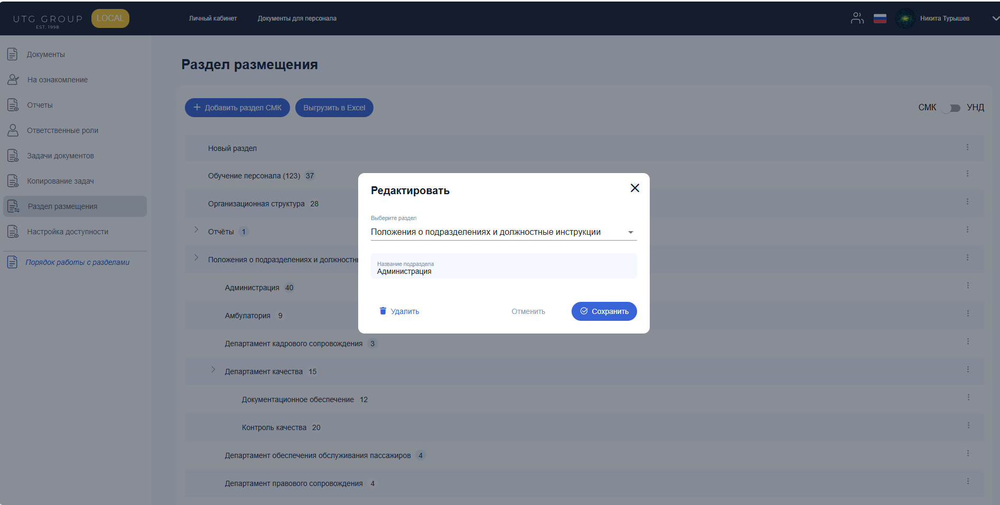 UTG GROUP
EST. 1998
LOCAL
Личный кабинет
Документы для персонала
Никита Турышев
Документы
На ознакомление
Отчеты
Ответственные роли
Задачи документов
Копирование задач
Раздел размещения
Настройка доступности
Порядок работы с разделами
Раздел размещения
Добавить раздел СМК
Выгрузить в Excel
СМК
УНД
Новый раздел
Обучение персонала (123) 37
Организационная структура 28
Отчёты 1
Положения о подразделениях и должностн
Администрация 40
Амбулатория 9
Департамент кадрового сопровождения 3
Департамент качества 15
Документационное обеспечение 12
Контроль качества 20
Департамент обеспечения обслуживания пассажиров 4
Департамент правового сопровождения 4
Редактировать
Выберите раздел
Положения о подразделениях и должностные инструкции
Название подраздела
Администрация
Удалить
Отменить
Сохранить